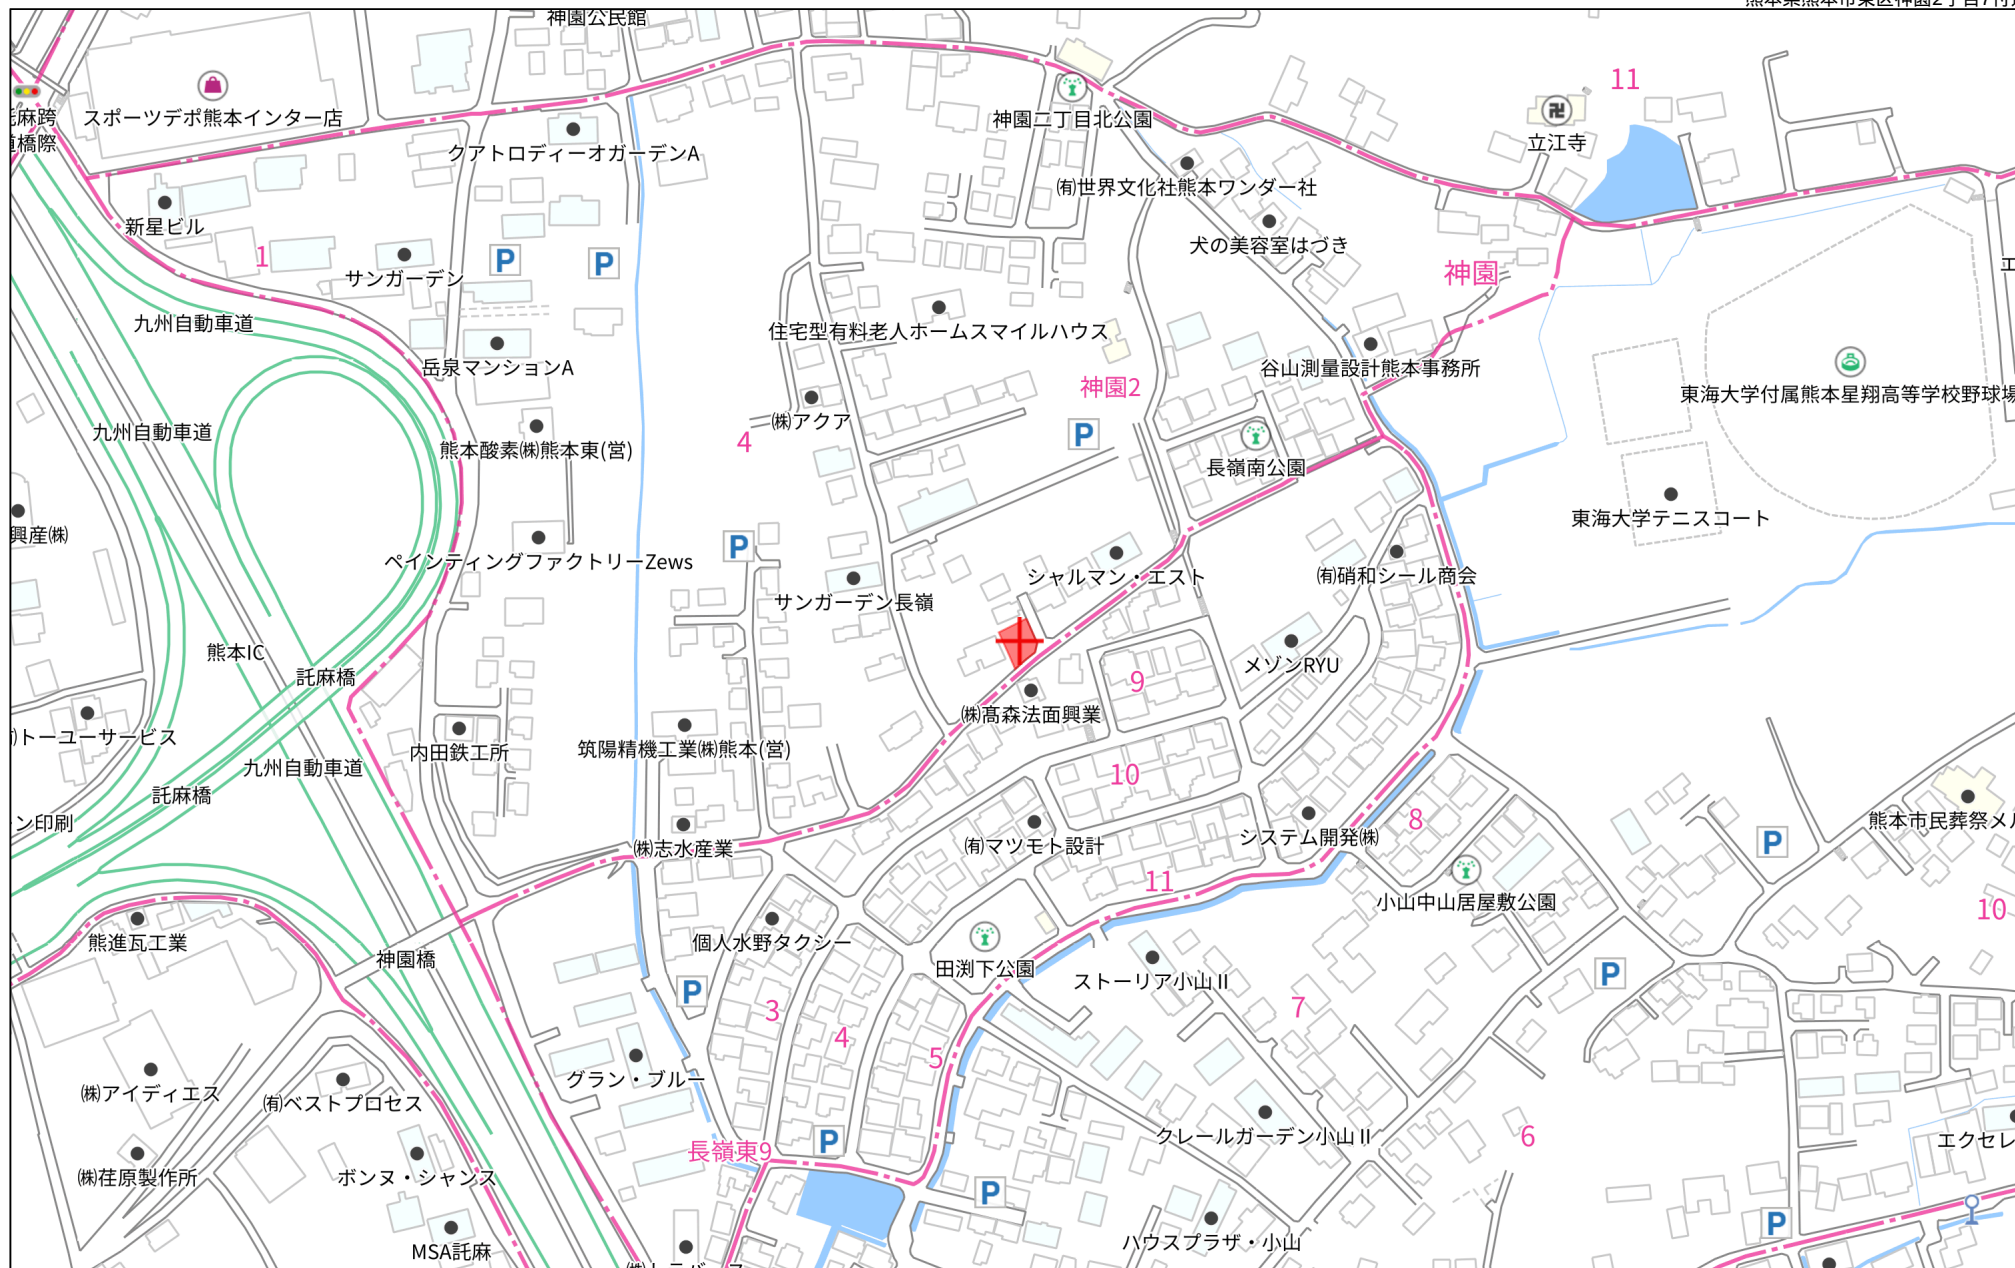 神園公民館
託麻跨
道橋際
スポーツデポ熊本インター店
クアトロディーオガーデンA
神園二丁目北公園
11
立江寺
㈲世界文化社熊本ワンダー社
新星ビル
1
サンガーデン
P
P
犬の美容室はづき
神園
九州自動車道
岳泉マンションA
住宅型有料老人ホームスマイルハウス
谷山測量設計熊本事務所
神園2
東海大学付属熊本星翔高等学校野球場
九州自動車道
㈱アクア
4
P
熊本酸素㈱熊本東(営)
長嶺南公園
興産㈱
東海大学テニスコート
P
ペインティングファクトリーZews
シャルマン・エスト
㈲硝和シール商会
サンガーデン長嶺
熊本IC
託麻橋
メゾンRYU
9
㈱髙森法面興業
トーユーサービス
内田鉄工所
筑陽精機工業㈱熊本(営)
九州自動車道
10
託麻橋
ン印刷
㈱志水産業
㈲マツモト設計
システム開発㈱
8
P
熊本市民葬祭メ
11
小山中山居屋敷公園
10
熊進瓦工業
神園橋
個人水野タクシー
田渕下公園
ストーリア小山Ⅱ
P
P
3
4
5
7
グラン・ブルー
㈱アイディエス
㈲ベストプロセス
クレールガーデン小山Ⅱ
6
エクセレ
長嶺東9
P
㈱荏原製作所
ボンヌ・シャンス
P
P
MSA託麻
ハウスプラザ・小山